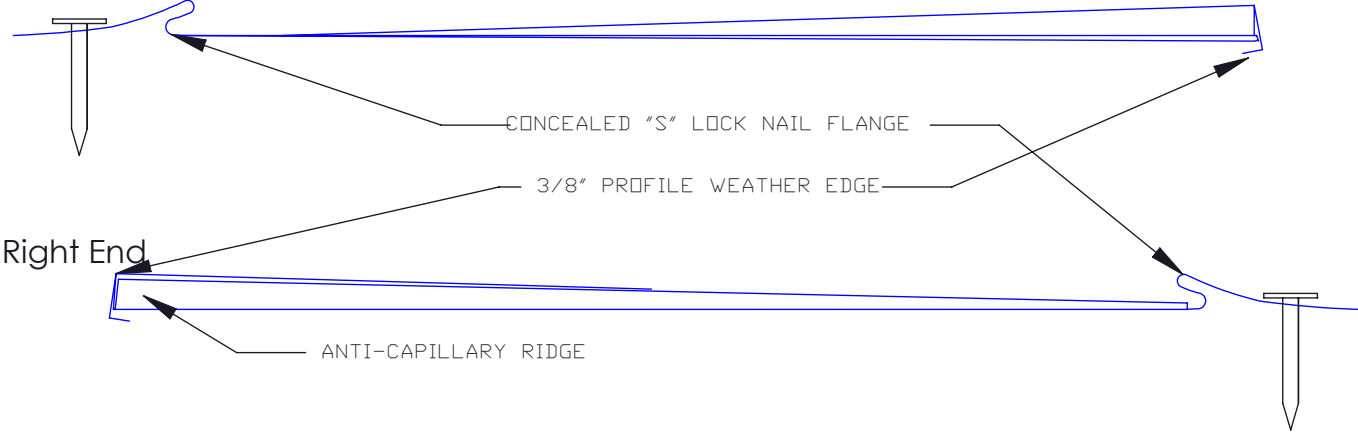 CONCEALED "S" LOCK NAIL FLANGE
3/8" PROFILE WEATHER EDGE
Right End
ANTI-CAPILLARY RIDGE